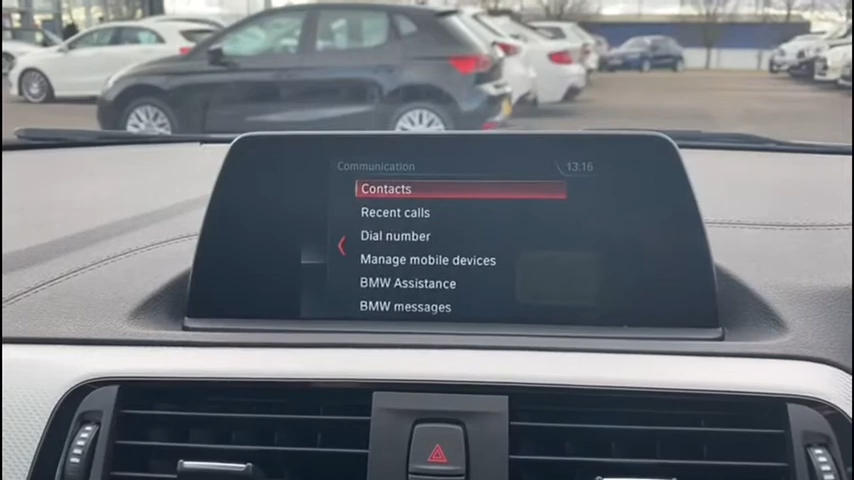 Communication
13:16
Contacts
Recent calls
Dial number
Manage mobile devices
BMW Assistance
BMW messages